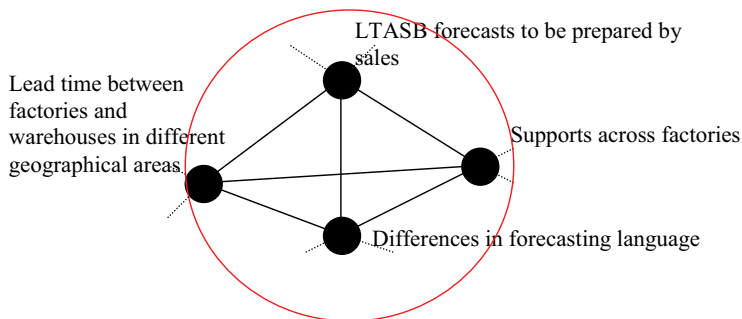 LTASB forecasts to be prepared by
sales
Lead time between
factories and
warehouses in different
geographical areas
Supports across factories
Differences in forecasting language